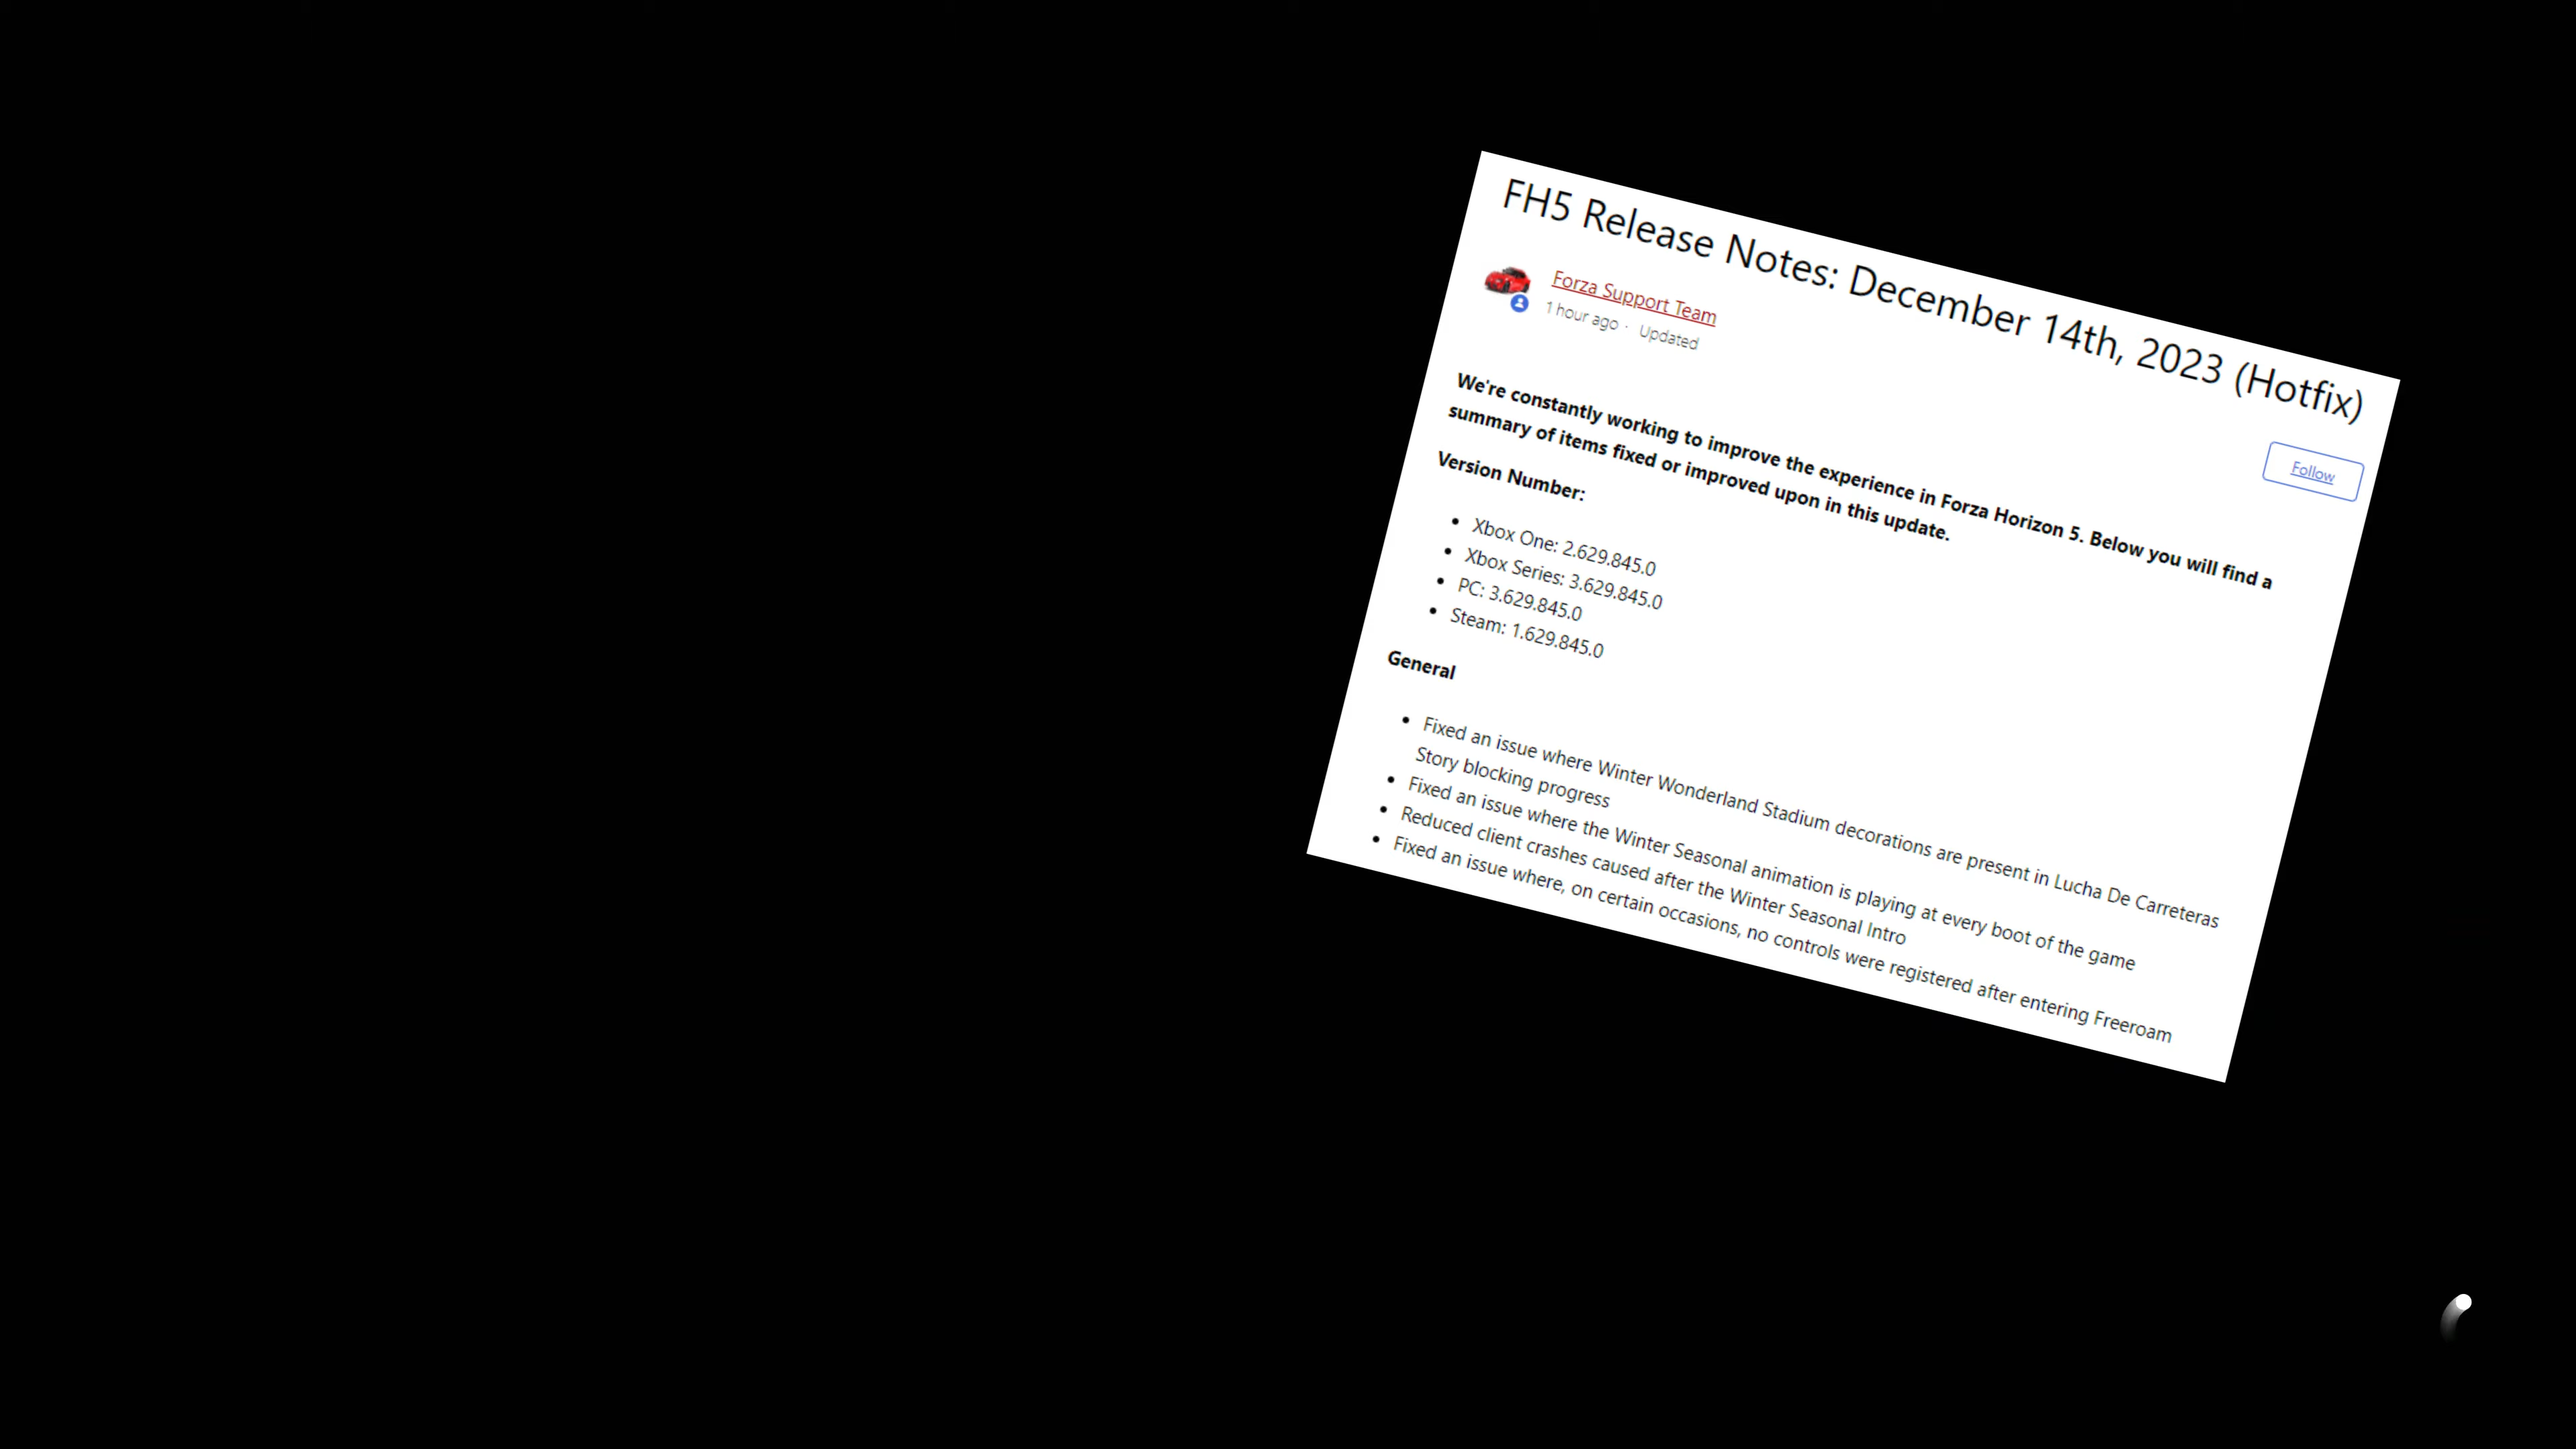 FH5 Release Notes: December 14th, 2023 (Hotfix)
Forza Support Team
1 hour ago · Updated
Follow
We're constantly working to improve the experience in Forza Horizon 5. Below you will find a
summary of items fixed or improved upon in this update.
Version Number:
• Xbox One: 2.629.845.0
• Xbox Series: 3.629.845.0
• PC: 3.629.845.0
• Steam: 1.629.845.0
General
• Fixed an issue where Winter Wonderland Stadium decorations are present in Lucha De Carreteras
Story blocking progress
• Fixed an issue where the Winter Seasonal animation is playing at every boot of the game
• Reduced client crashes caused after the Winter Seasonal Intro
• Fixed an issue where, on certain occasions, no controls were registered after entering Freeroam